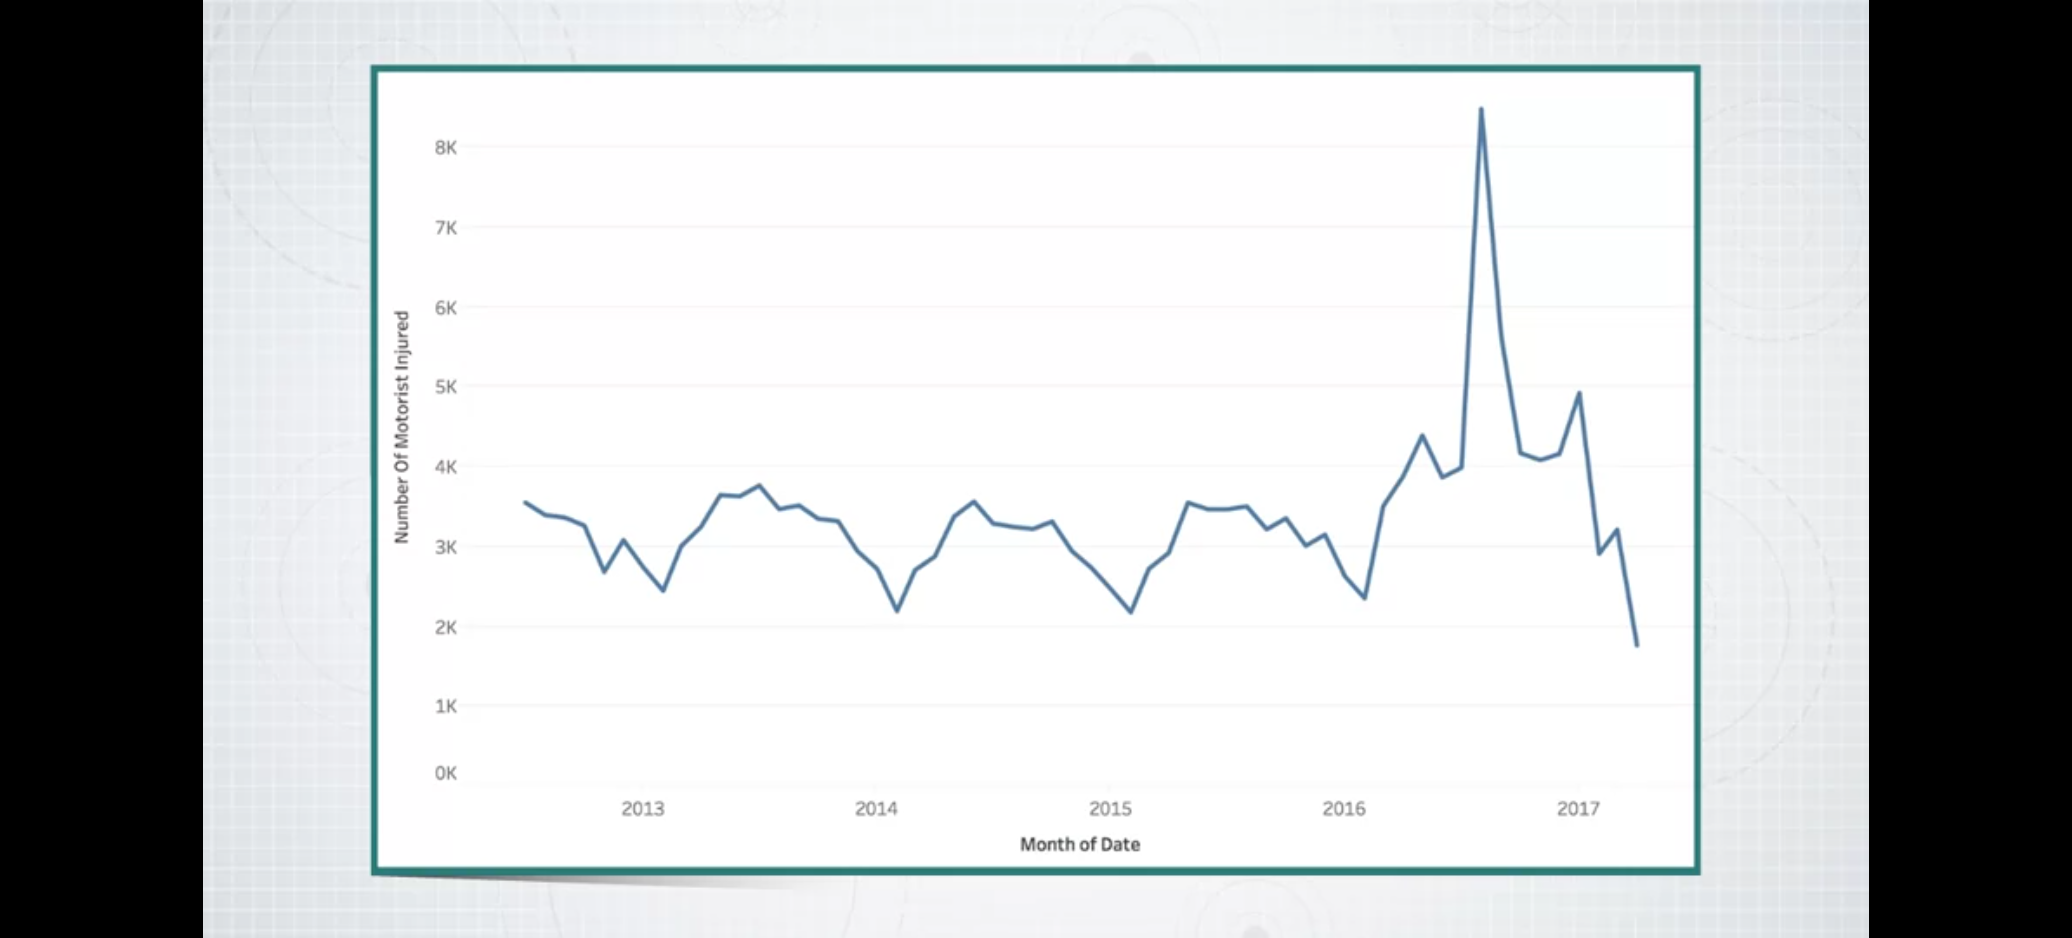 8K
7K
6K
5K
4K
3K
2K
1K
0K
Number Of Motorist Injured
2013 2014 2015 2016 2017
Month of Date